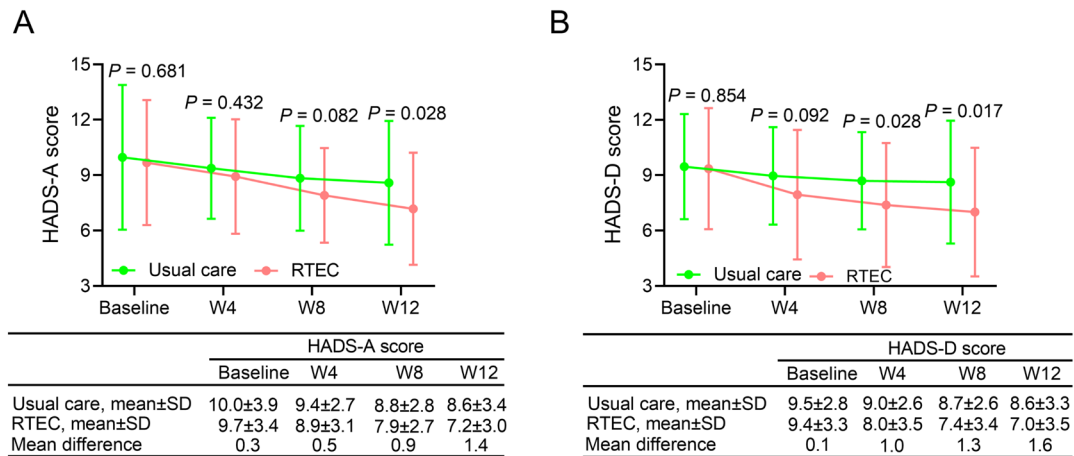 A
15
12
9
6
3
HADS-A score
P = 0.681
P = 0.432
P = 0.082
P = 0.028
Usual care
RTEC
Baseline W4 W8 W12
HADS-A score
Baseline W4 W8 W12
Usual care, mean±SD 10.0±3.9 9.4±2.7 8.8±2.8 8.6±3.4
RTEC, mean±SD 9.7±3.4 8.9±3.1 7.9±2.7 7.2±3.0
Mean difference 0.3 0.5 0.9 1.4
B
15
12
9
6
3
HADS-D score
P = 0.854
P = 0.092
P = 0.028
P = 0.017
Usual care
RTEC
Baseline W4 W8 W12
HADS-D score
Baseline W4 W8 W12
Usual care, mean±SD 9.5±2.8 9.0±2.6 8.7±2.6 8.6±3.3
RTEC, mean±SD 9.4±3.3 8.0±3.5 7.4±3.4 7.0±3.5
Mean difference 0.1 1.0 1.3 1.6